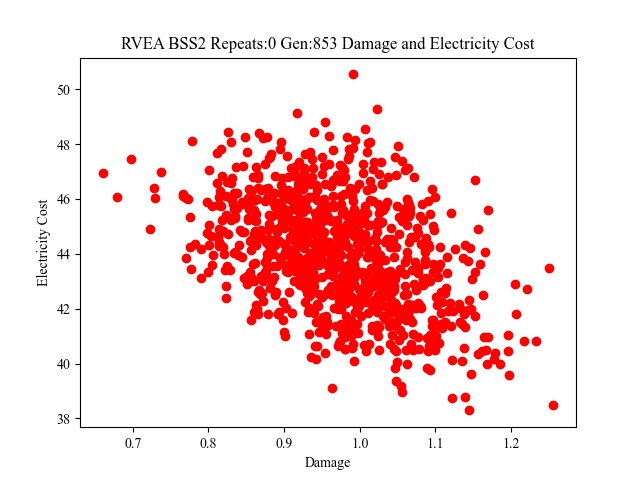 RVEA BSS2 Repeats:0 Gen:853 Damage and Electricity Cost
50
48
46
44
42
40
38
Electricity Cost
0.7 0.8 0.9 1.0 1.1 1.2
Damage